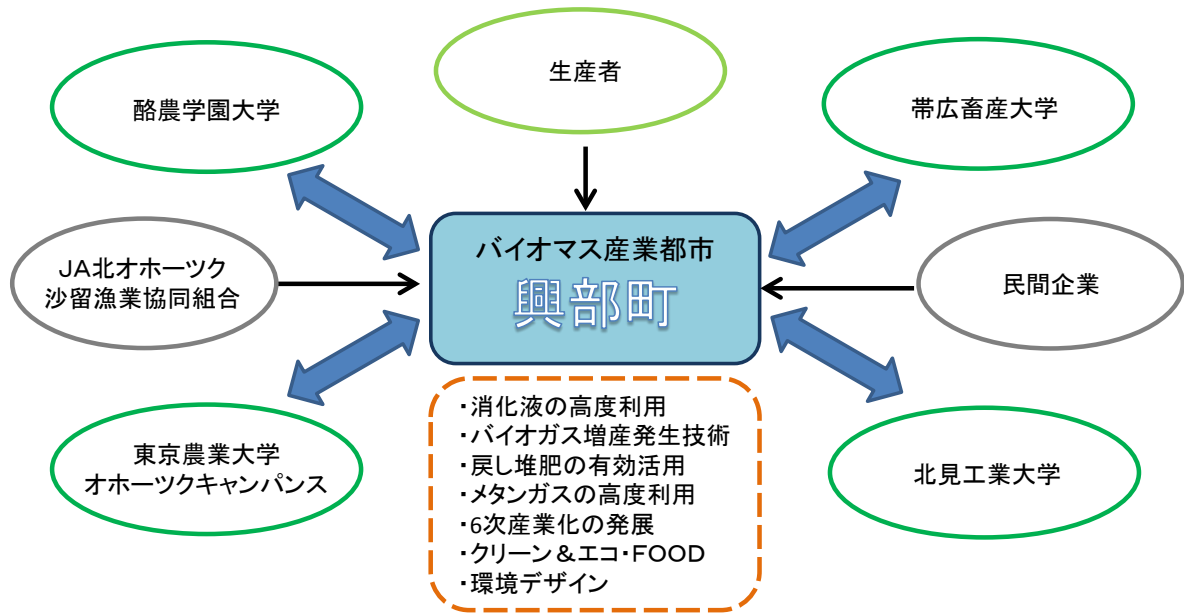 生産者
酪農学園大学
帯広畜産大学
バイオマス産業都市
興部町
JA北オホーツク
沙留漁業協同組合
民間企業
東京農業大学
オホーツクキャンパンス
北見工業大学
・消化液の高度利用
・バイオガス増産発生技術
・戻し堆肥の有効活用
・メタンガスの高度利用
・6次産業化の発展
・クリーン＆エコ・FOOD
・環境デザイン